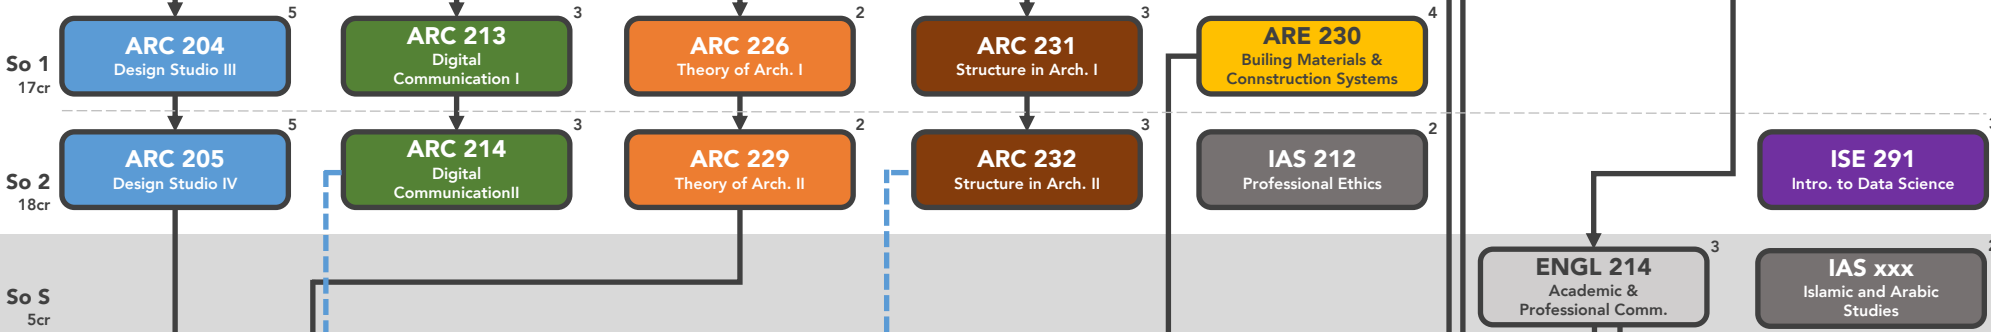 5
3
2
3
4
So 1
17cr
ARC 204
Design Studio III
ARC 213
Digital
Communication I
ARC 226
Theory of Arch. I
ARC 231
Structure in Arch. I
ARE 230
Builing Materials &
Connstruction Systems
5
3
2
3
2
So 2
18cr
ARC 205
Design Studio IV
ARC 214
Digital
CommunicationII
ARC 229
Theory of Arch. II
ARC 232
Structure in Arch. II
IAS 212
Professional Ethics
ISE 291
Intro. to Data Science
3
So S
5cr
ENGL 214
Academic &
Professional Comm.
IAS xxx
Islamic and Arabic
Studies